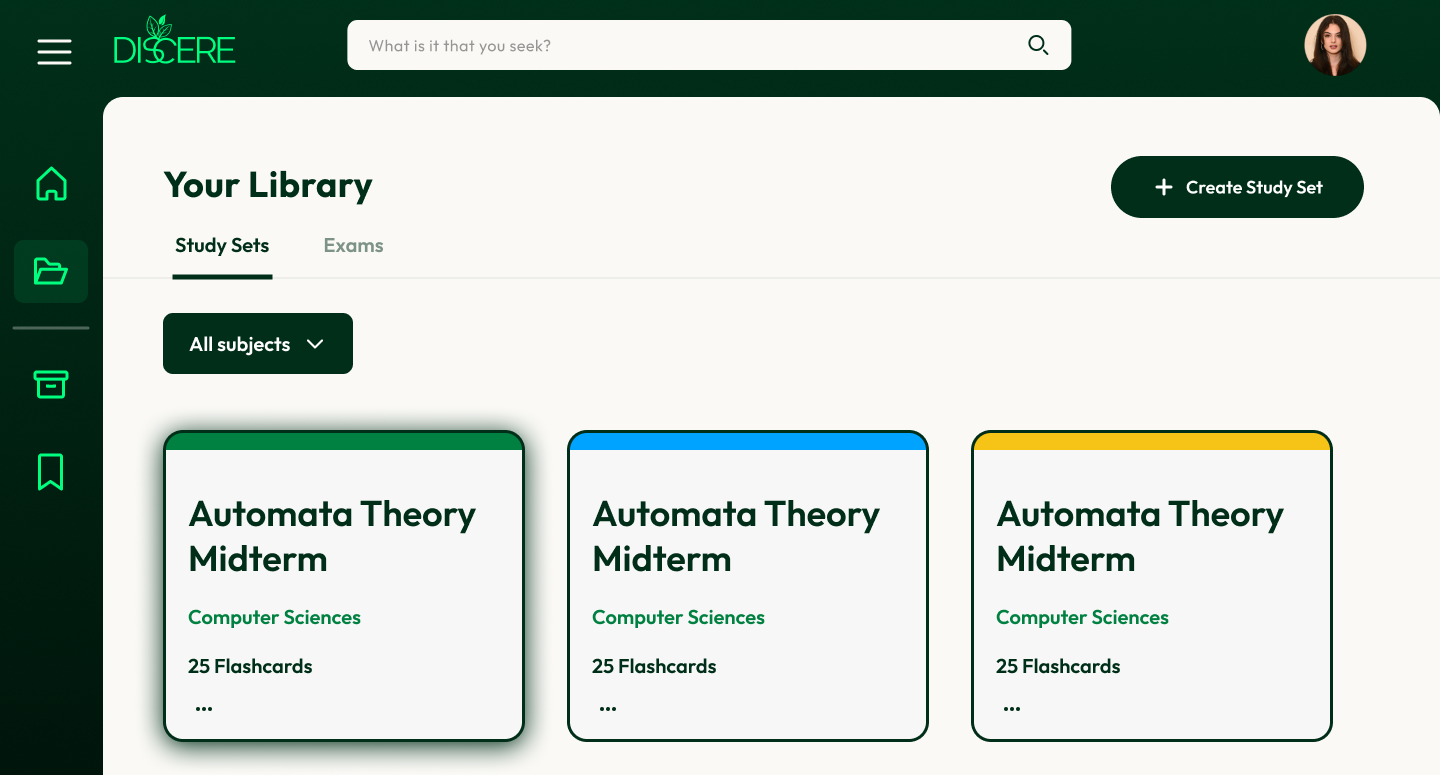 DISCERE
What is it that you seek?
Your Library
Create Study Set
Study Sets
Exams
All subjects
Automata Theory
Midterm
Computer Sciences
25 Flashcards
...
Automata Theory
Midterm
Computer Sciences
25 Flashcards
...
Automata Theory
Midterm
Computer Sciences
25 Flashcards
...